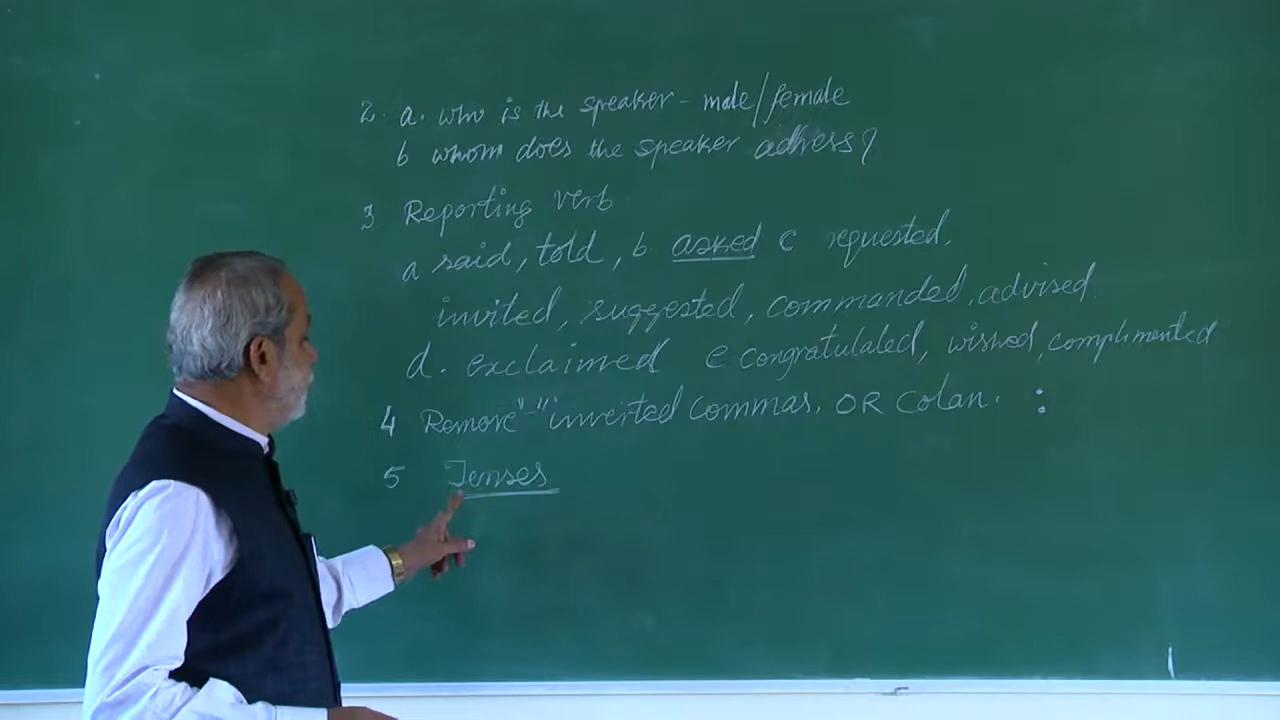 2. a. who is the speaker - male/female
b whom does the speaker adress?
3 Reporting verb
a said, told, b. asked c requested,
invited, suggested, commanded, advised.
d. exclaimed e congratulated, wished, complimented
4 Remove "-" inverted commas, OR Colan. :
5 Tenses